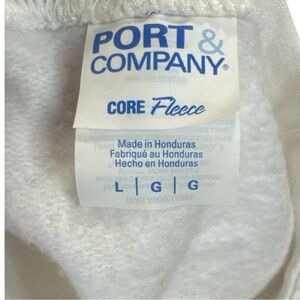 PORT &
COMPANY®
CORE Fleece
Made in Honduras
Fabriqué au Honduras
Hecho en Honduras
L | G | G